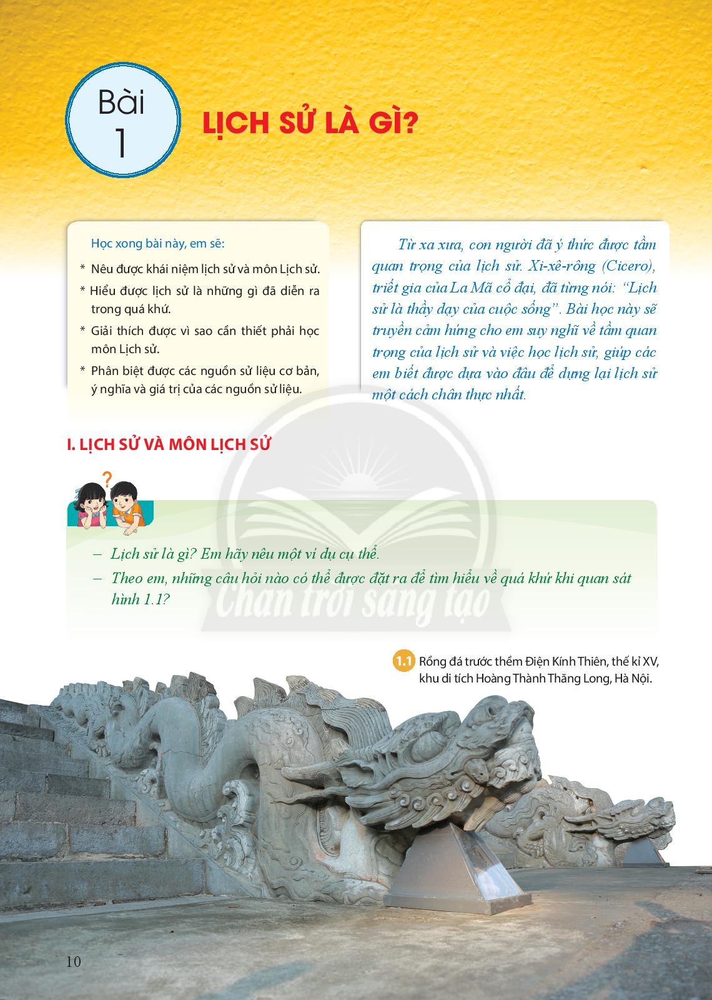 Bài
1
LỊCH SỬ LÀ GÌ?
Học xong bài này, em sẽ:
* Nêu được khái niệm lịch sử và môn Lịch sử.
* Hiểu được lịch sử là những gì đã diễn ra
trong quá khứ.
* Giải thích được vì sao cần thiết phải học
môn Lịch sử.
* Phân biệt được các nguồn sử liệu cơ bản,
ý nghĩa và giá trị của các nguồn sử liệu.
Từ xa xưa, con người đã ý thức được tầm
quan trọng của lịch sử. Xi-xê-rông (Cicero),
triết gia của La Mã cổ đại, đã từng nói: “Lịch
sử là thầy dạy của cuộc sống”. Bài học này sẽ
truyền cảm hứng cho em suy nghĩ về tầm quan
trọng của lịch sử và việc học lịch sử, giúp các
em biết được dựa vào đâu để dựng lại lịch sử
một cách chân thực nhất.
I. LỊCH SỬ VÀ MÔN LỊCH SỬ
?
– Lịch sử là gì? Em hãy nêu một ví dụ cụ thể.
– Theo em, những câu hỏi nào có thể được đặt ra để tìm hiểu về quá khứ khi quan sát
hình 1.1?
Chân trời sáng tạo
1.1 Rồng đá trước thềm Điện Kính Thiên, thế kỉ XV,
khu di tích Hoàng Thành Thăng Long, Hà Nội.
10